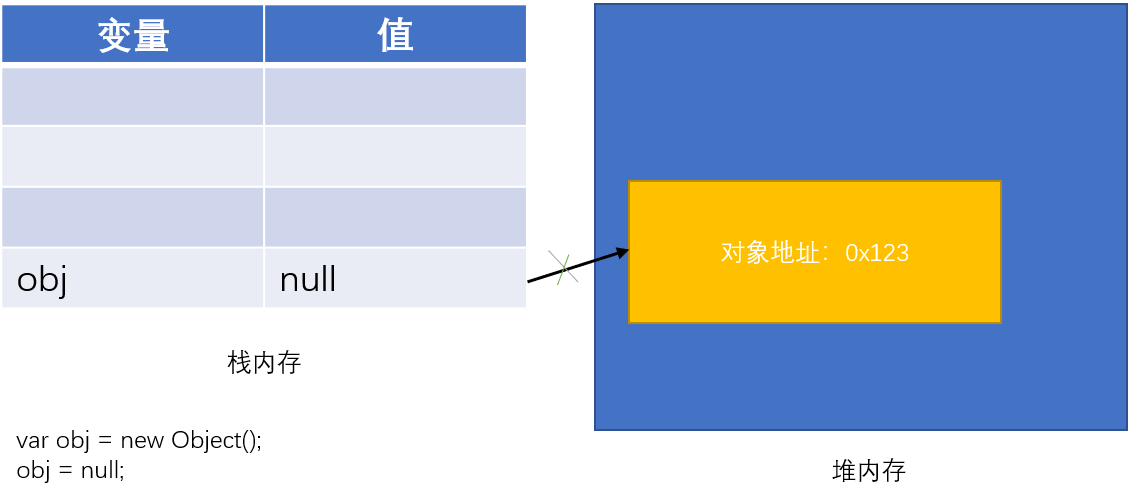 变量 值
obj null
对象地址：0x123
栈内存
堆内存
var obj = new Object();
obj = null;